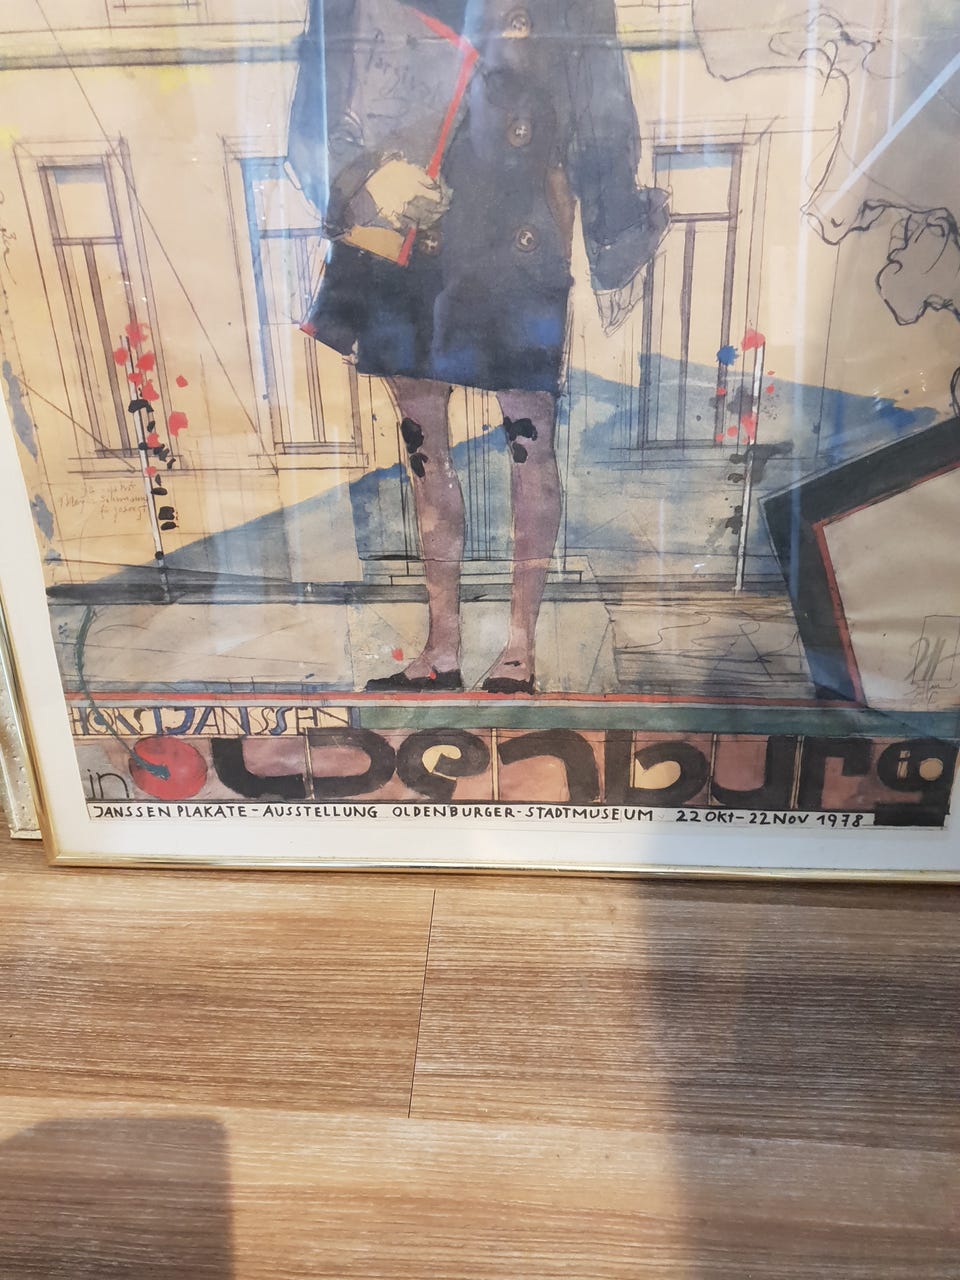 HORST JANSSEN
in Oldenburg
JANSSEN PLAKATE - AUSSTELLUNG OLDENBURGER - STADTMUSEUM 22 OKT - 22 NOV 1978